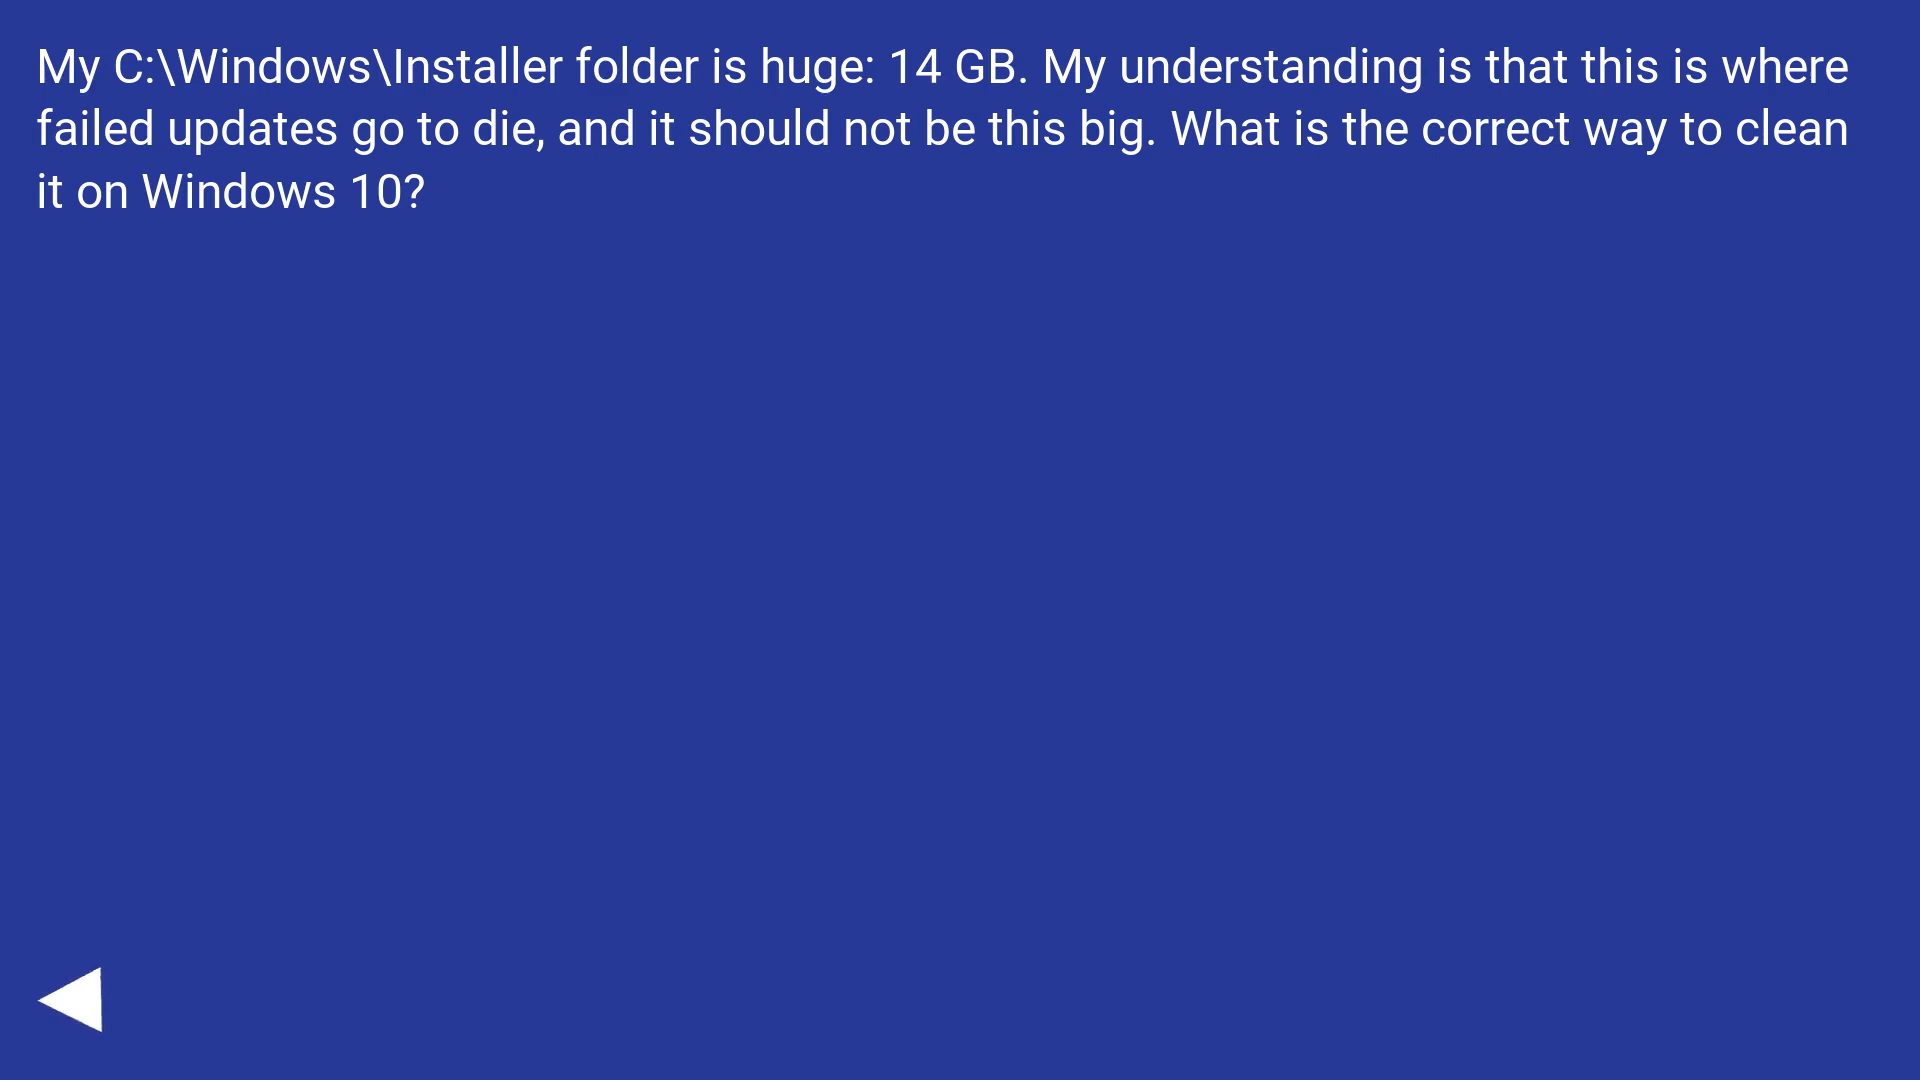 My C:\Windows\Installer folder is huge: 14 GB. My understanding is that this is where
failed updates go to die, and it should not be this big. What is the correct way to clean
it on Windows 10?